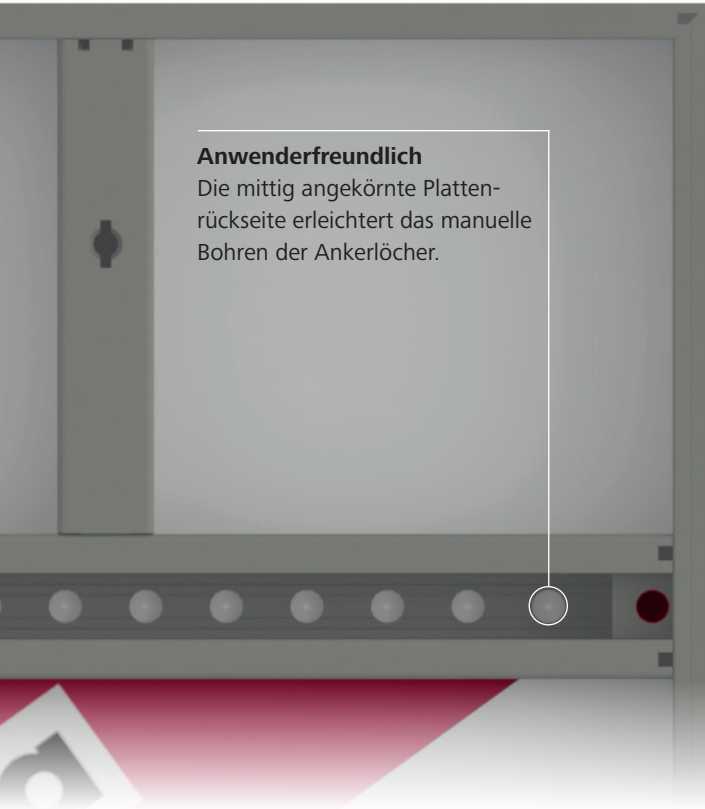 Anwenderfreundlich
Die mittig angekörnte Platten-
rückseite erleichtert das manuelle
Bohren der Ankerlöcher.